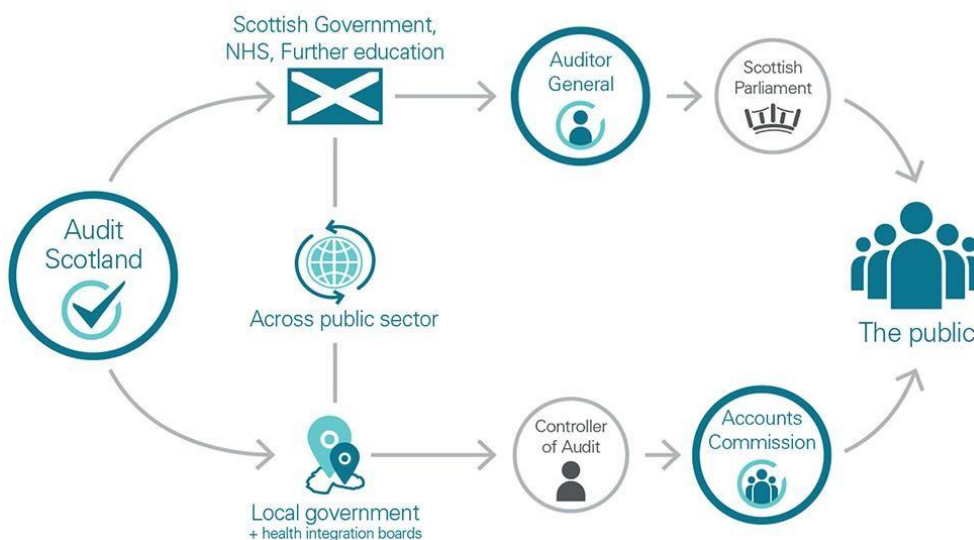 Scottish Government,
NHS, Further education
Auditor
General
Scottish
Parliament
Audit
Scotland
Across public sector
The public
Controller
of Audit
Accounts
Commission
Local government
+ health integration boards